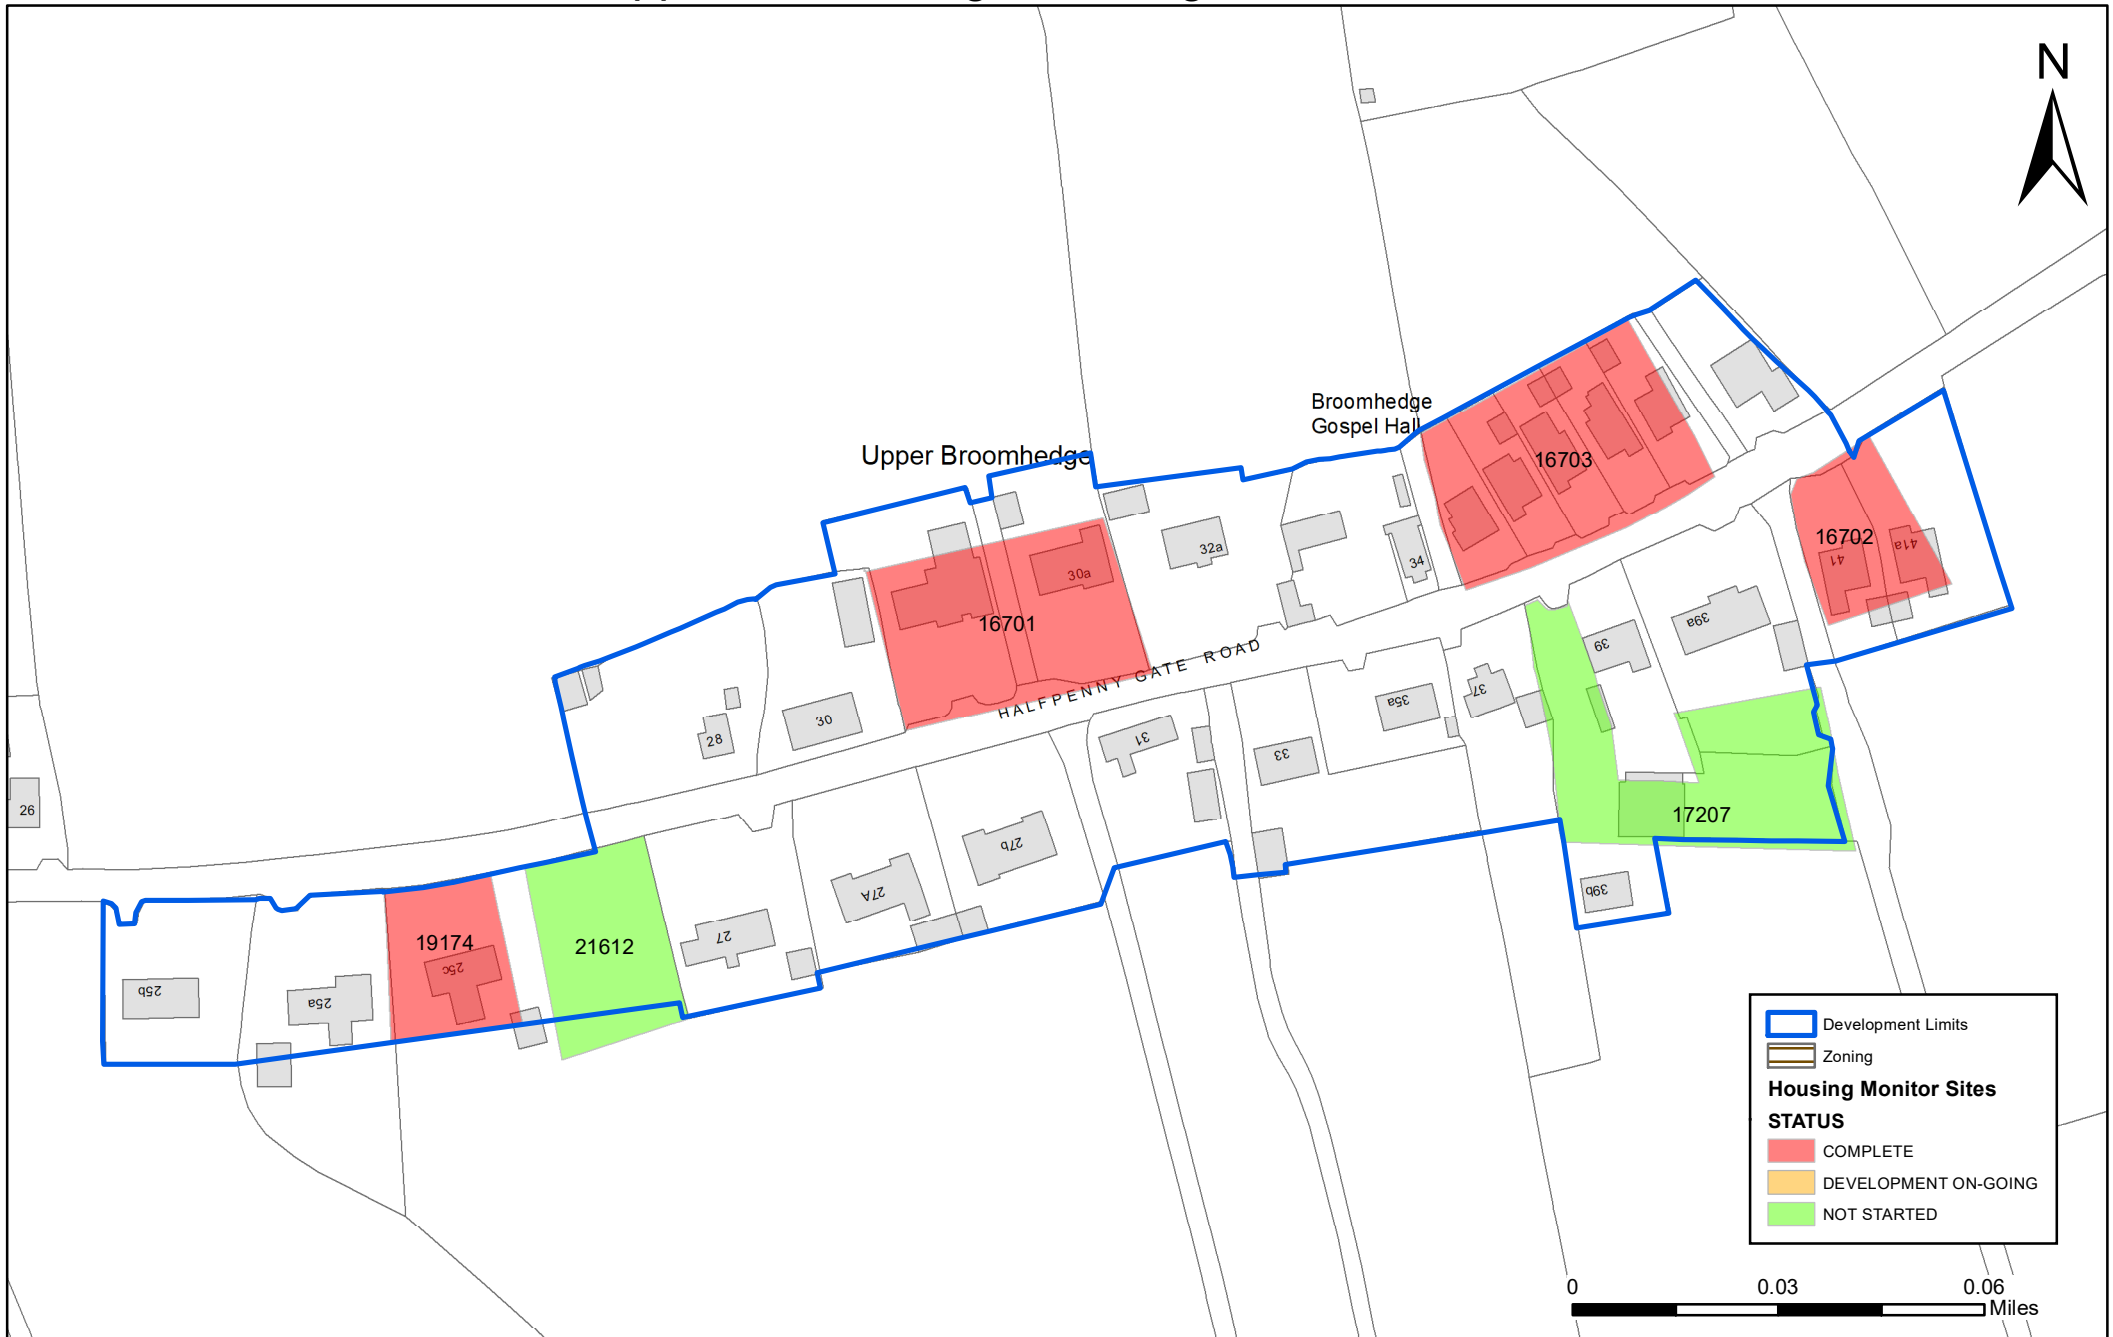 N
Broomhedge
Gospel Hall
Upper Broomhedge
16703
16702
41
41a
34
32a
30a
16701
HALFPENNY GATE ROAD
39
39a
37
35a
33
31
30
28
26
17207
39b
27b
27A
27
21612
19174
25c
25a
25b
Development Limits
Zoning
Housing Monitor Sites
STATUS
COMPLETE
DEVELOPMENT ON-GOING
NOT STARTED
0 0.03 0.06
Miles